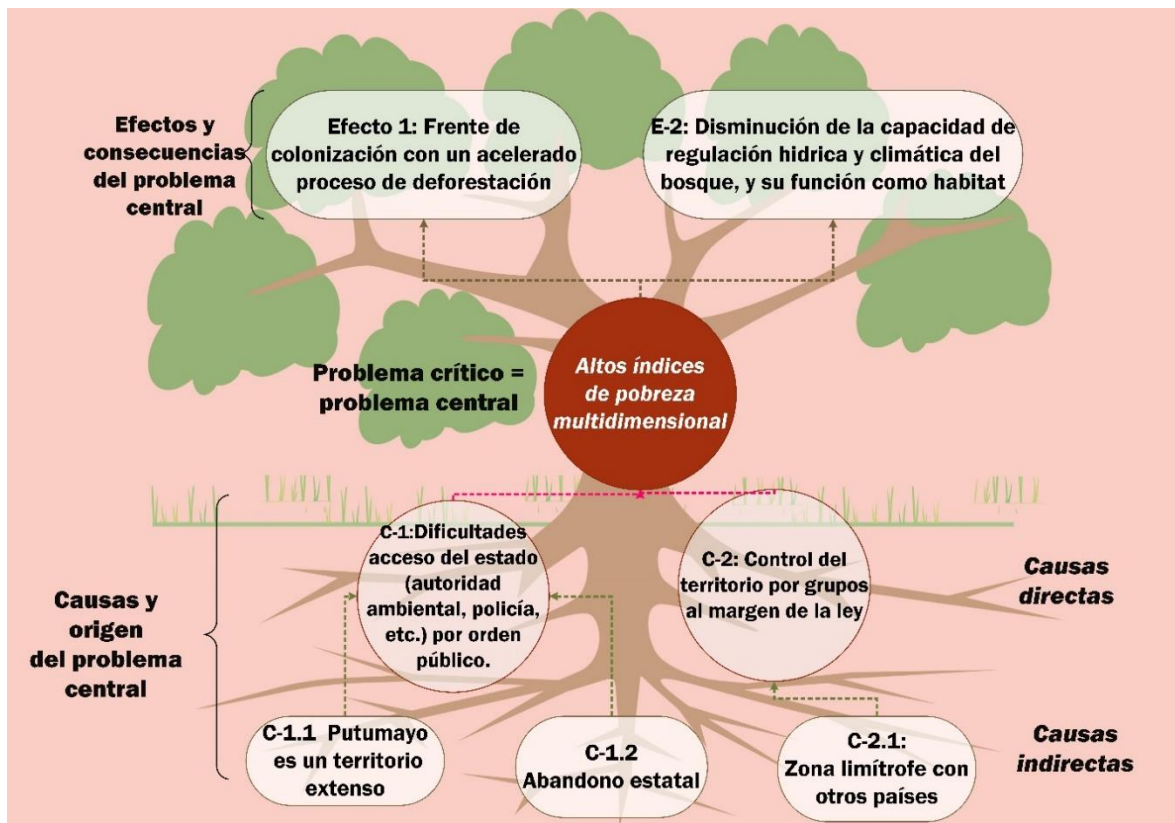 Efectos y
consecuencias
del problema
central
Efecto 1: Frente de
colonización con un acelerado
proceso de deforestación
E-2: Disminución de la capacidad de
regulación hidrica y climática del
bosque, y su función como habitat
Problema crítico =
problema central
Altos índices
de pobreza
multidimensional
Causas y
origen
del problema
central
C-1:Dificultades
acceso del estado
(autoridad
ambiental, policía,
etc.) por orden
público.
C-2: Control del
territorio por grupos
al margen de la ley
Causas
directas
C-1.1 Putumayo
es un territorio
extenso
C-1.2
Abandono estatal
C-2.1:
Zona limítrofe con
otros países
Causas
indirectas